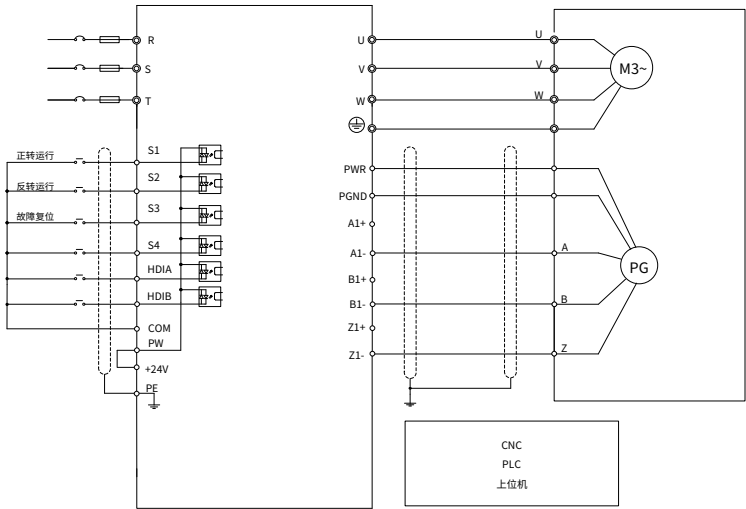 R
S
T
正转运行
反转运行
故障复位
S1
S2
S3
S4
HDIA
HDIB
COM
PW
+24V
PE
U
V
W
PWR
PGND
A1+
A1-
B1+
B1-
Z1+
Z1-
U
V
W
M3~
A
B
Z
PG
CNC
PLC
上位机